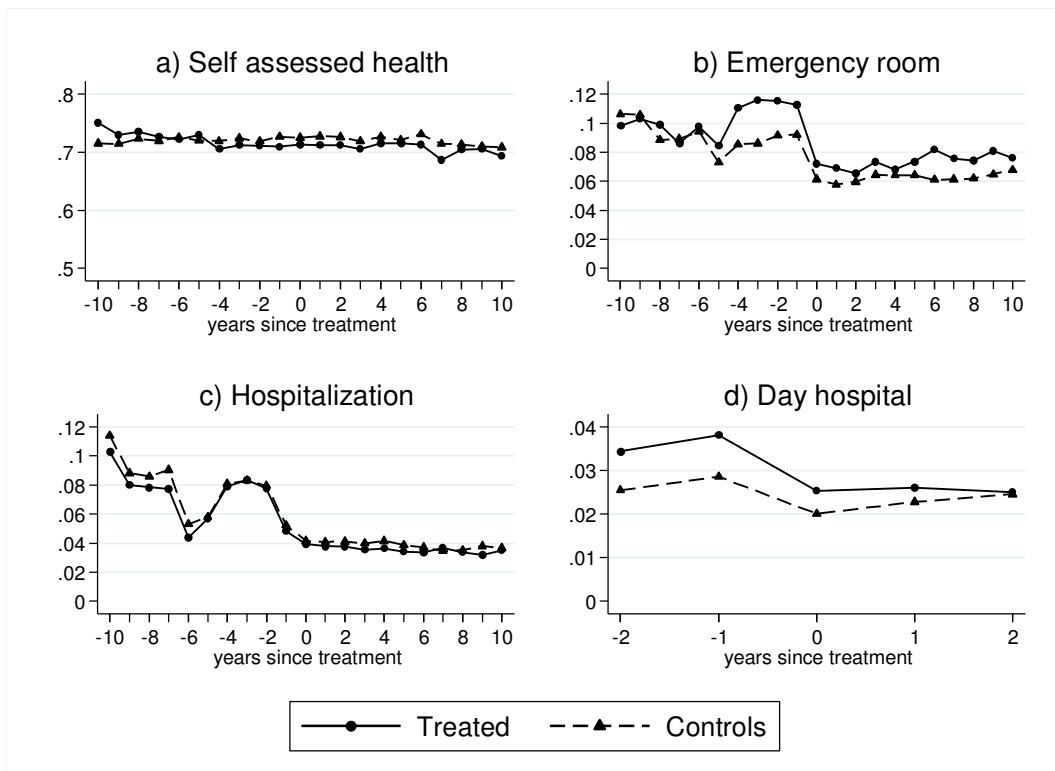 a) Self assessed health
.8
.7
.6
.5
-10 -8 -6 -4 -2 0 2 4 6 8 10
years since treatment
b) Emergency room
.12
.1
.08
.06
.04
.02
0
-10 -8 -6 -4 -2 0 2 4 6 8 10
years since treatment
c) Hospitalization
.12
.1
.08
.06
.04
.02
0
-10 -8 -6 -4 -2 0 2 4 6 8 10
years since treatment
d) Day hospital
.04
.03
.02
.01
0
-2 -1 0 1 2
years since treatment
Treated Controls